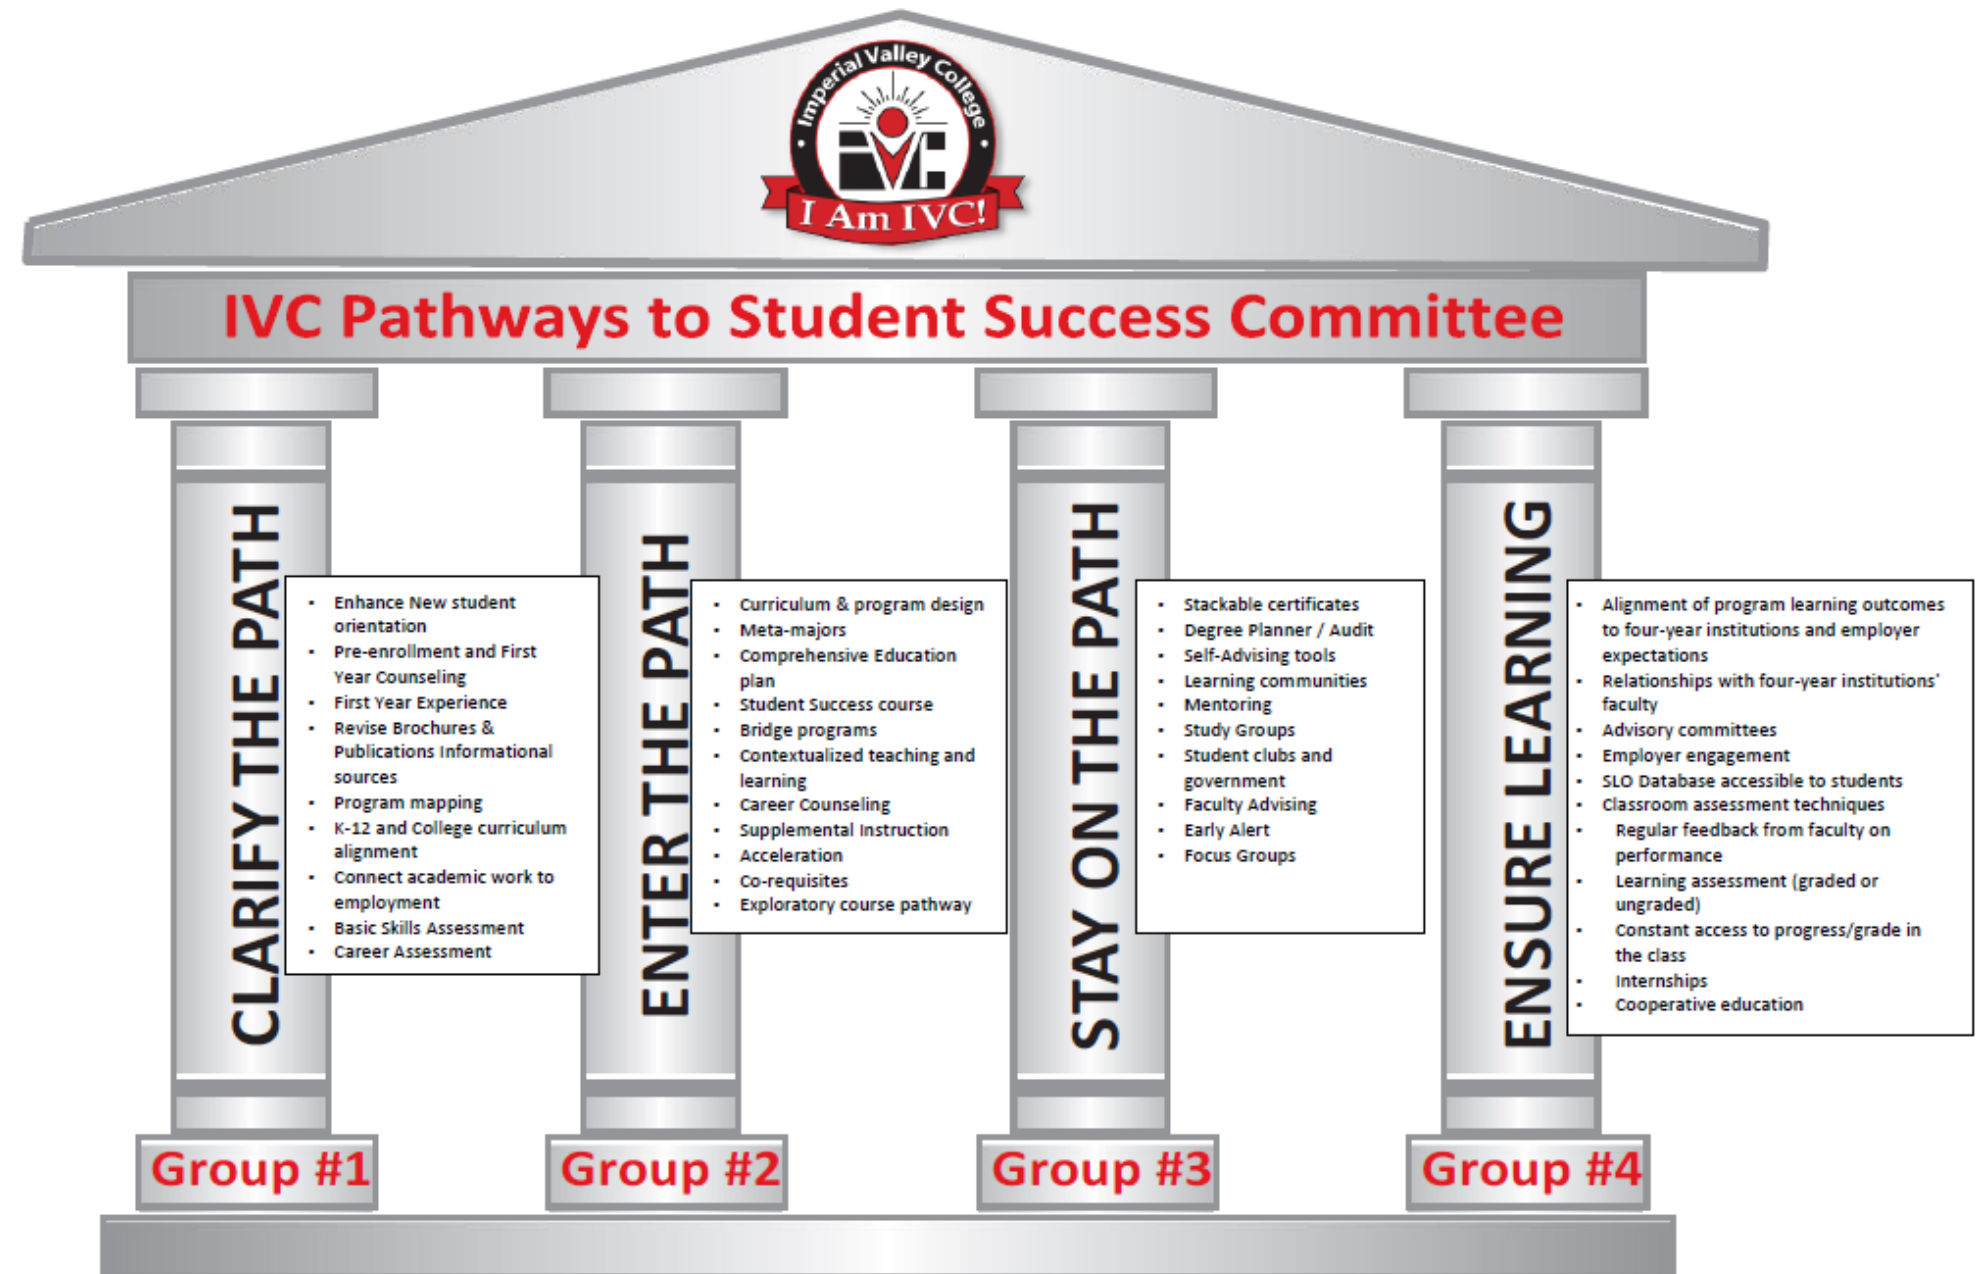 Imperial Valley College
IVC
I Am IVC!
IVC Pathways to Student Success Committee
CLARIFY THE PATH
• Enhance New student
orientation
• Pre-enrollment and First
Year Counseling
• First Year Experience
• Revise Brochures &
Publications Informational
sources
• Program mapping
• K-12 and College curriculum
alignment
• Connect academic work to
employment
• Basic Skills Assessment
• Career Assessment
Group #1
ENTER THE PATH
• Curriculum & program design
• Meta-majors
• Comprehensive Education
plan
• Student Success course
• Bridge programs
• Contextualized teaching and
learning
• Career Counseling
• Supplemental Instruction
• Acceleration
• Co-requisites
• Exploratory course pathway
Group #2
STAY ON THE PATH
• Stackable certificates
• Degree Planner / Audit
• Self-Advising tools
• Learning communities
• Mentoring
• Study Groups
• Student clubs and
government
• Faculty Advising
• Early Alert
• Focus Groups
Group #3
ENSURE LEARNING
• Alignment of program learning outcomes
to four-year institutions and employer
expectations
• Relationships with four-year institutions'
faculty
• Advisory committees
• Employer engagement
• SLO Database accessible to students
• Classroom assessment techniques
• Regular feedback from faculty on
performance
• Learning assessment (graded or
ungraded)
• Constant access to progress/grade in
the class
• Internships
• Cooperative education
Group #4